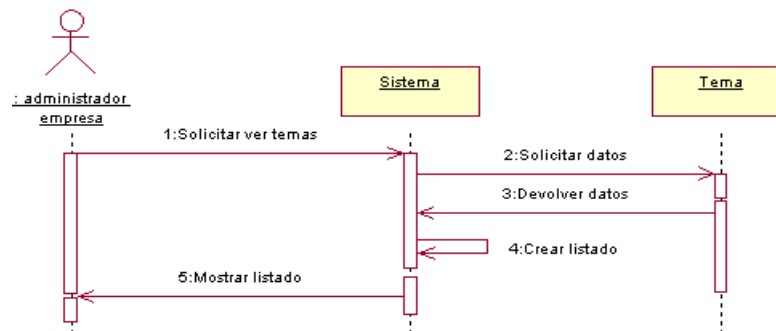 Sistema
Tema
: administrador
empresa
1:Solicitar ver temas
2:Solicitar datos
3:Devolver datos
4:Crear listado
5:Mostrar listado